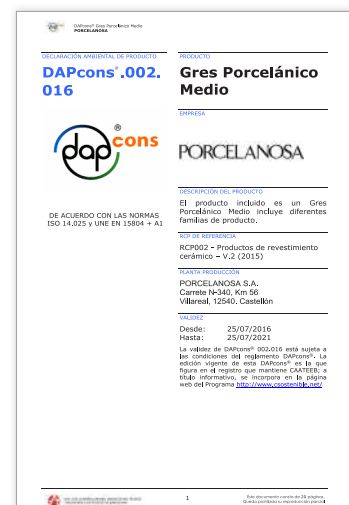 DAPcons® Gres Porcelánico Medio
PORCELANOSA
DECLARACIÓN AMBIENTAL DE PRODUCTO
DAPcons®.002.
016
dap cons ®
DE ACUERDO CON LAS NORMAS
ISO 14.025 y UNE EN 15804 + A1
PRODUCTO
Gres Porcelánico
Medio
EMPRESA
PORCELANOSA
DESCRIPCIÓN DEL PRODUCTO
El producto incluido es un Gres
Porcelánico Medio incluye diferentes
familias de producto.
RCP DE REFERENCIA
RCP002 - Productos de revestimiento
cerámico – V.2 (2015)
PLANTA PRODUCCIÓN
PORCELANOSA S.A.
Carrete N-340, Km 56
Villareal, 12540. Castellón
VALIDEZ
Desde: 25/07/2016
Hasta: 25/07/2021
La validez de DAPcons® 002.016 está sujeta a
las condiciones del reglamento DAPcons®. La
edición vigente de esta DAPcons® es la que
figura en el registro que mantiene CAATEEB; a
título informativo, se incorpora en la página
web del Programa http://www.csostenible.net/
1
Este documento consta de 28 páginas.
Queda prohibida su reproducción parcial